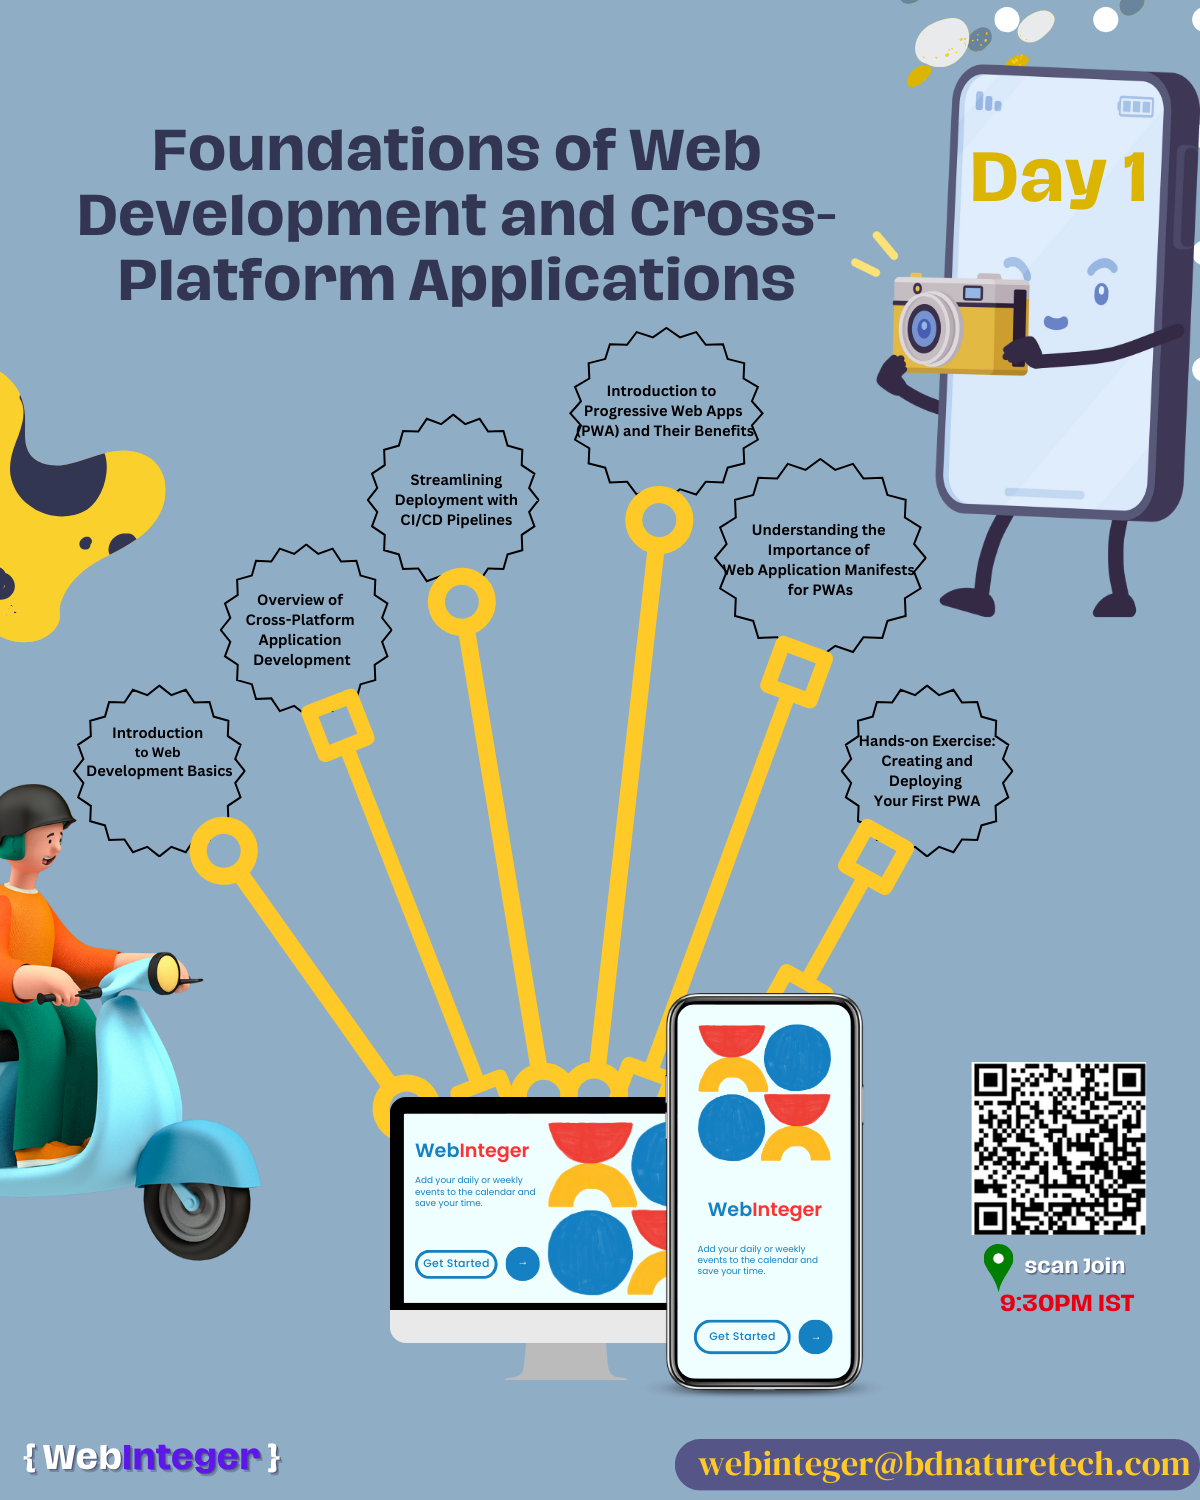 Foundations of Web
Development and Cross-
Platform Applications
Day 1
Introduction to
Progressive Web Apps
(PWA) and Their Benefits
Streamlining
Deployment with
CI/CD Pipelines
Understanding the
Importance of
Web Application Manifests
for PWAs
Overview of
Cross-Platform
Application
Development
Introduction
to Web
Development Basics
Hands-on Exercise:
Creating and
Deploying
Your First PWA
WebInteger
Add your daily or weekly
events to the calendar and
save your time.
Get Started
WebInteger
Add your daily or weekly
events to the calendar and
save your time.
Get Started
scan Join
9:30PM IST
{ WebInteger }
webinteger@bdnaturetech.com